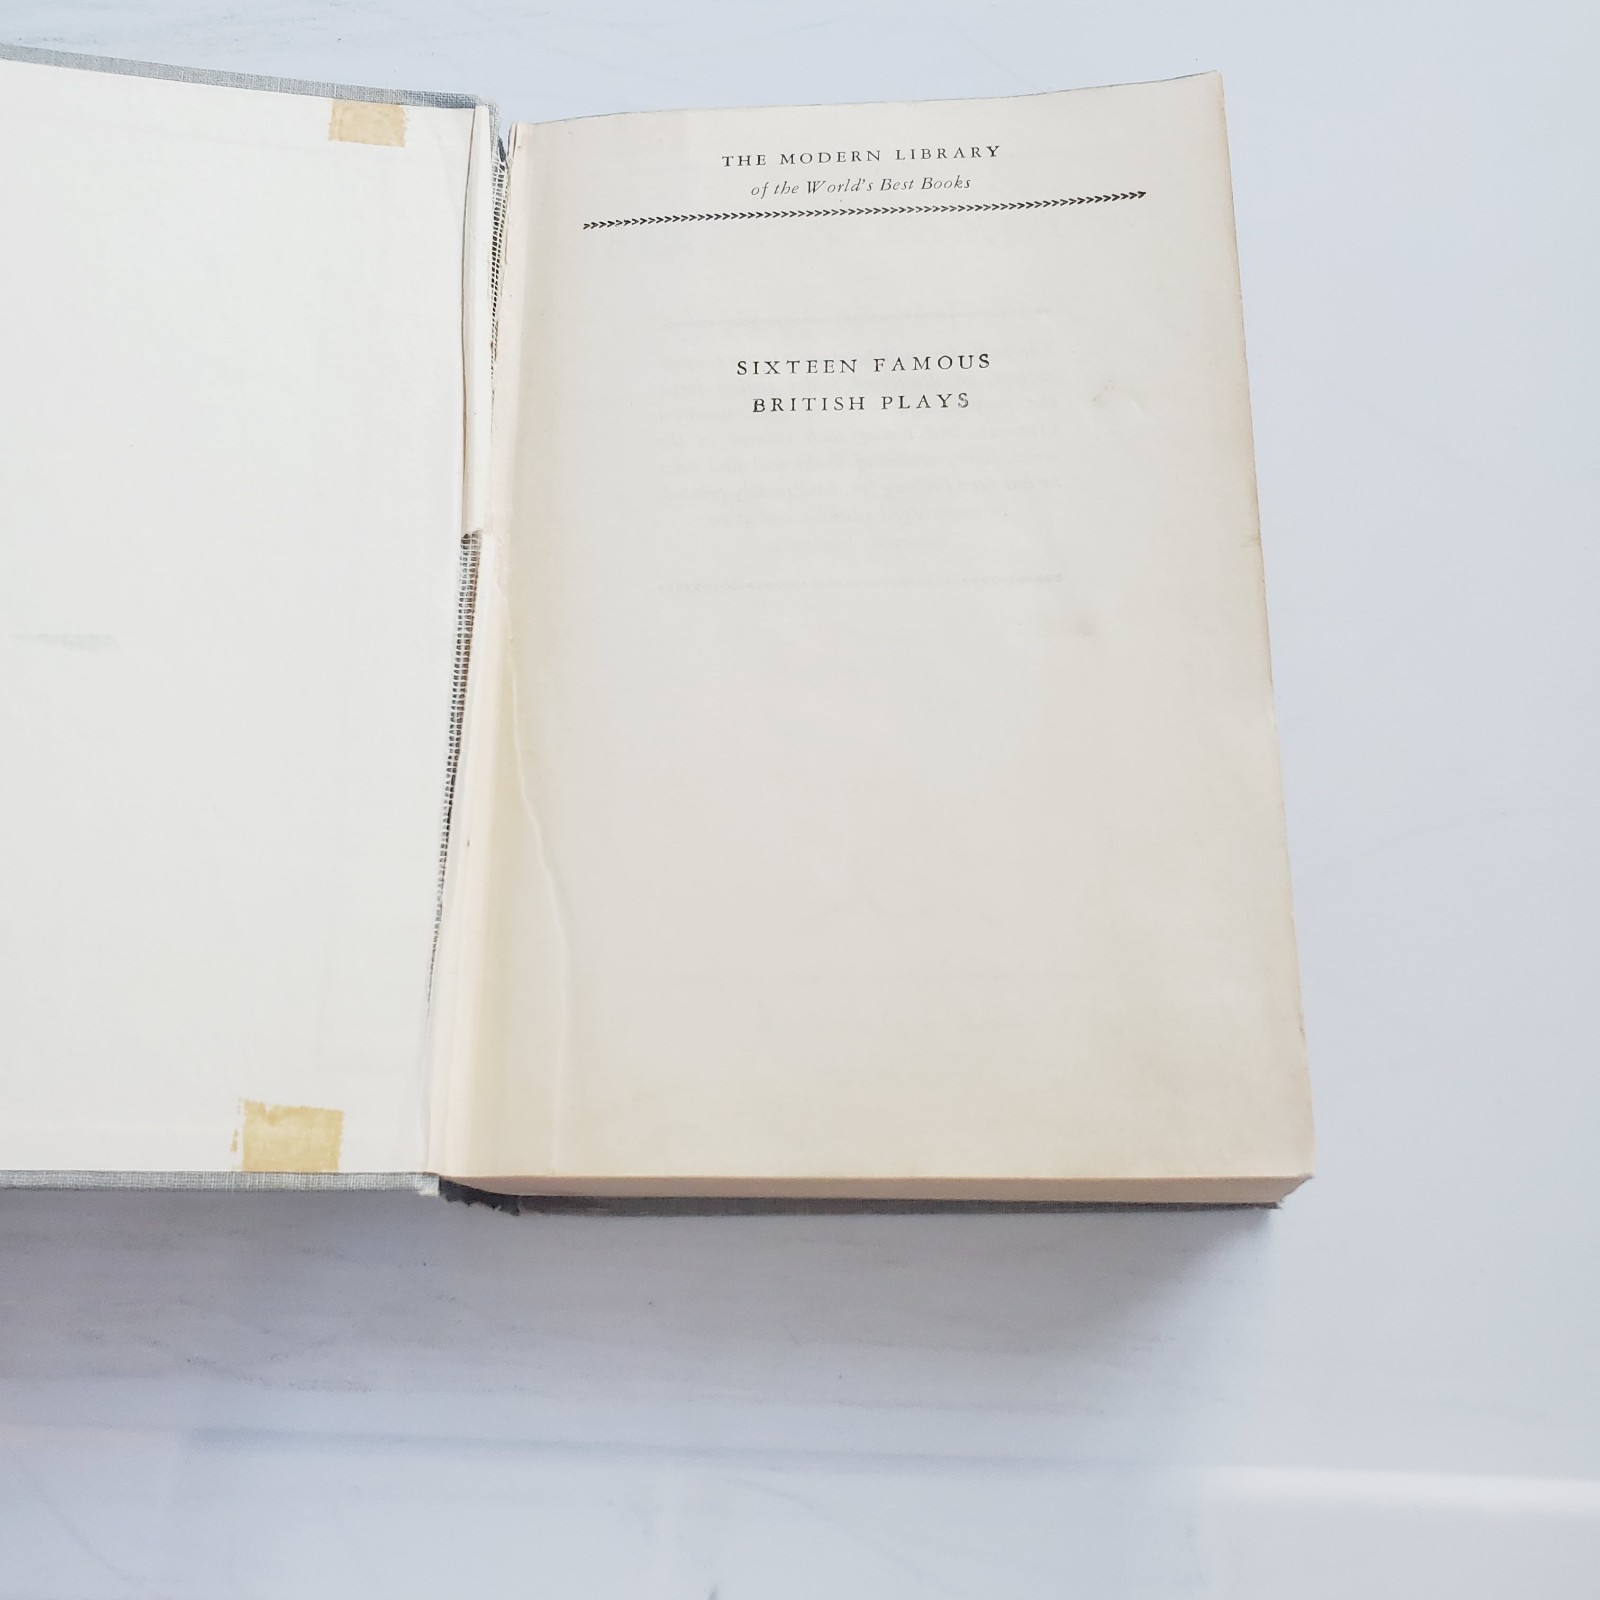 THE MODERN LIBRARY
of the World's Best Books
SIXTEEN FAMOUS
BRITISH PLAYS